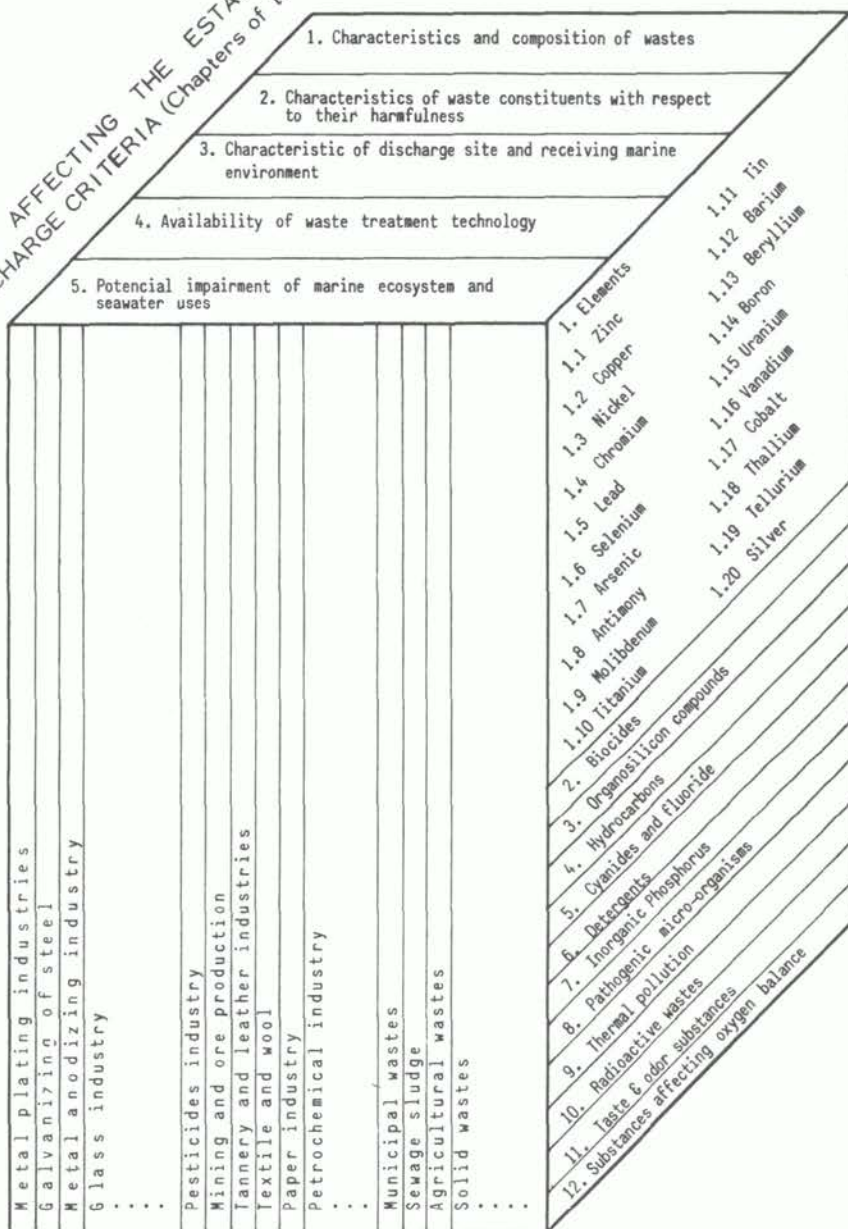 AFFECTING THE ESTA
CHARGE CRITERIA (Chapters of
1. Characteristics and composition of wastes
2. Characteristics of waste constituents with respect
to their harmfulness
3. Characteristic of discharge site and receiving marine
environment
4. Availability of waste treatment technology
5. Potencial impairment of marine ecosystem and
seawater uses
1. Elements
1.1 Zinc
1.2 Copper
1.3 Nickel
1.4 Chromium
1.5 Lead
1.6 Selenium
1.7 Arsenic
1.8 Antimony
1.9 Molibdenum
1.10 Titanium
1.11 Tin
1.12 Barium
1.13 Beryllium
1.14 Boron
1.15 Uranium
1.16 Vanadium
1.17 Cobalt
1.18 Thallium
1.19 Tellurium
1.20 Silver
2. Biocides
3. Organosilicon compounds
4. Hydrocarbons
5. Cyanides and fluoride
6. Detergents
7. Inorganic Phosphorus
8. Pathogenic micro-organisms
9. Thermal pollution
10. Radioactive wastes
11. Taste & odor substances
12. Substances affecting oxygen balance
Metal plating industries
Galvanizing of steel
Metal anodizing industry
Glass industry
. . . .
Pesticides industry
Mining and ore production
Tannery and leather industries
Textile and wool
Paper industry
Petrochemical industry
. . .
Municipal wastes
Sewage sludge
Agricultural wastes
Solid wastes
. . . .